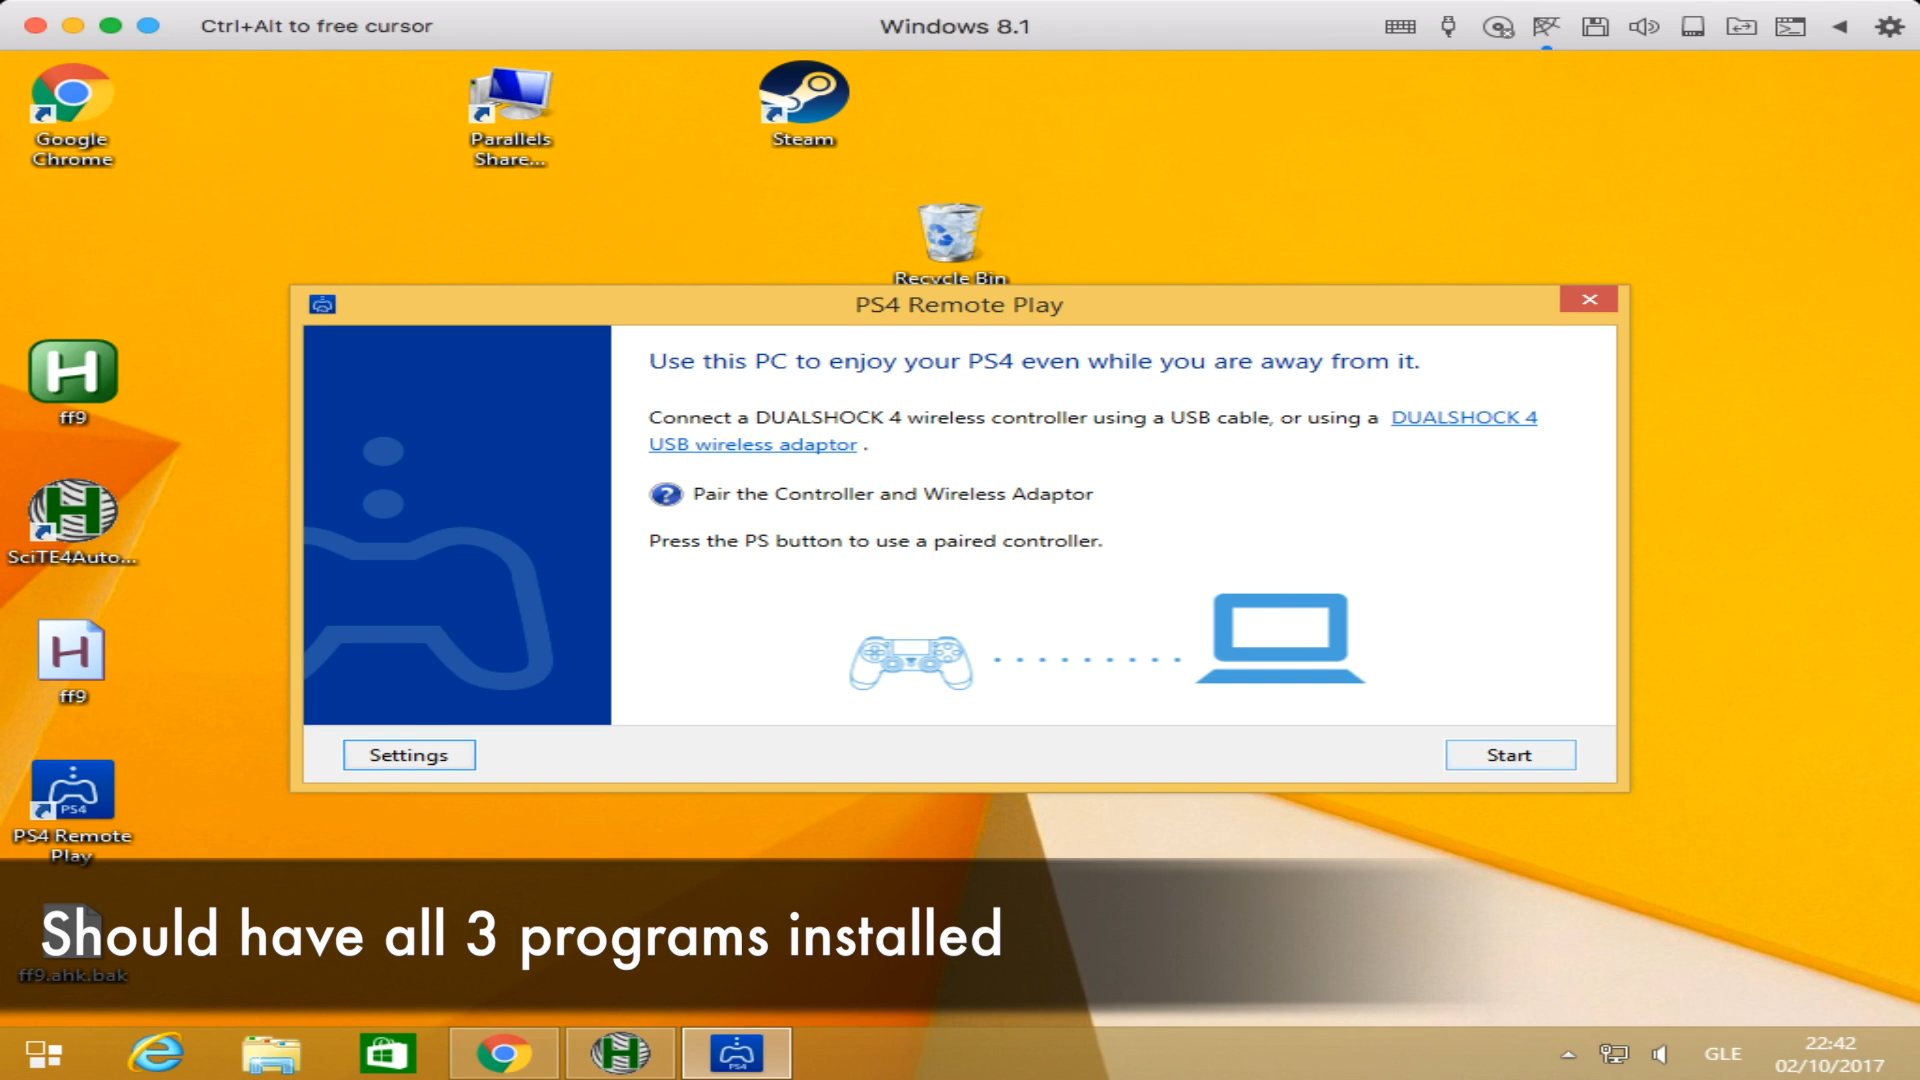 Ctrl+Alt to free cursor
Windows 8.1
Google
Chrome
Parallels
Share...
Steam
Recycle Bin
PS4 Remote Play
Use this PC to enjoy your PS4 even while you are away from it.
Connect a DUALSHOCK 4 wireless controller using a USB cable, or using a DUALSHOCK 4
USB wireless adaptor .
? Pair the Controller and Wireless Adaptor
Press the PS button to use a paired controller.
Settings
Start
H
ff9
H
SciTE4Auto...
H
ff9
PS4
PS4 Remote
Play
Should have all 3 programs installed
ff9.ahk.bak
H
PS4
GLE
22:42
02/10/2017